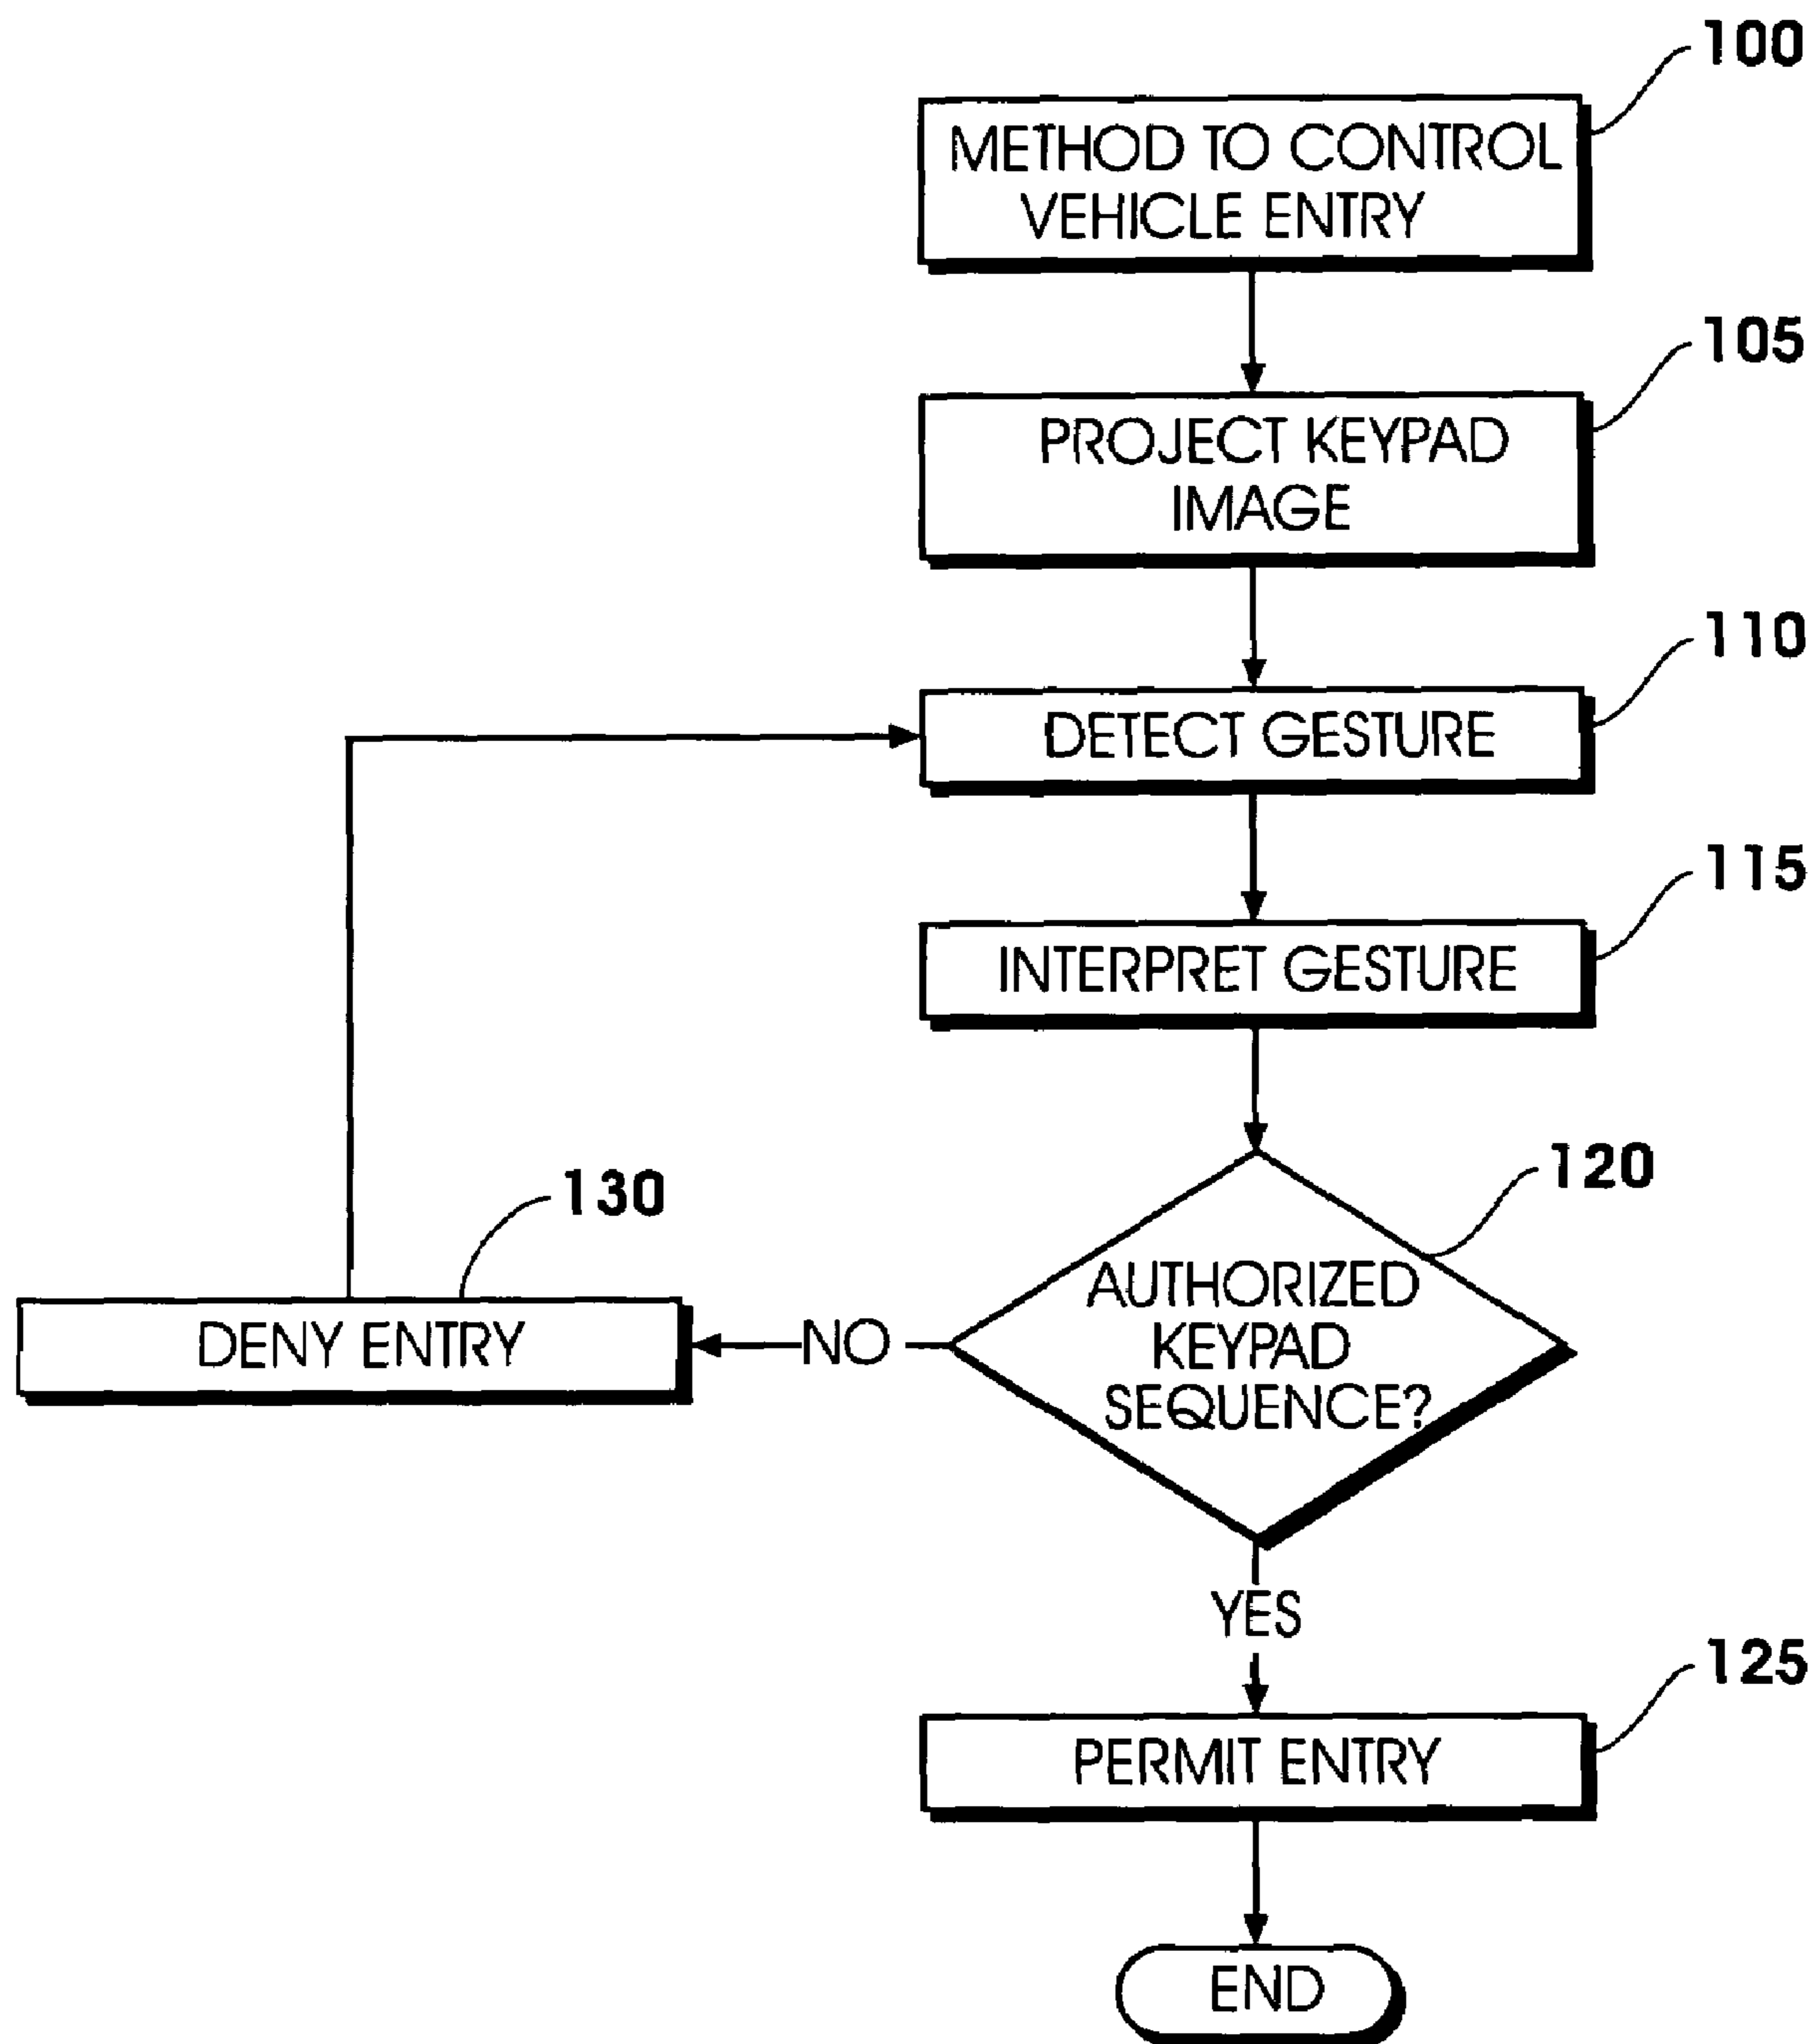 100
METHOD TO CONTROL
VEHICLE ENTRY
105
PROJECT KEYPAD
IMAGE
110
DETECT GESTURE
115
INTERPRET GESTURE
120
AUTHORIZED
KEYPAD
SEQUENCE?
130
DENY ENTRY
NO
YES
125
PERMIT ENTRY
END